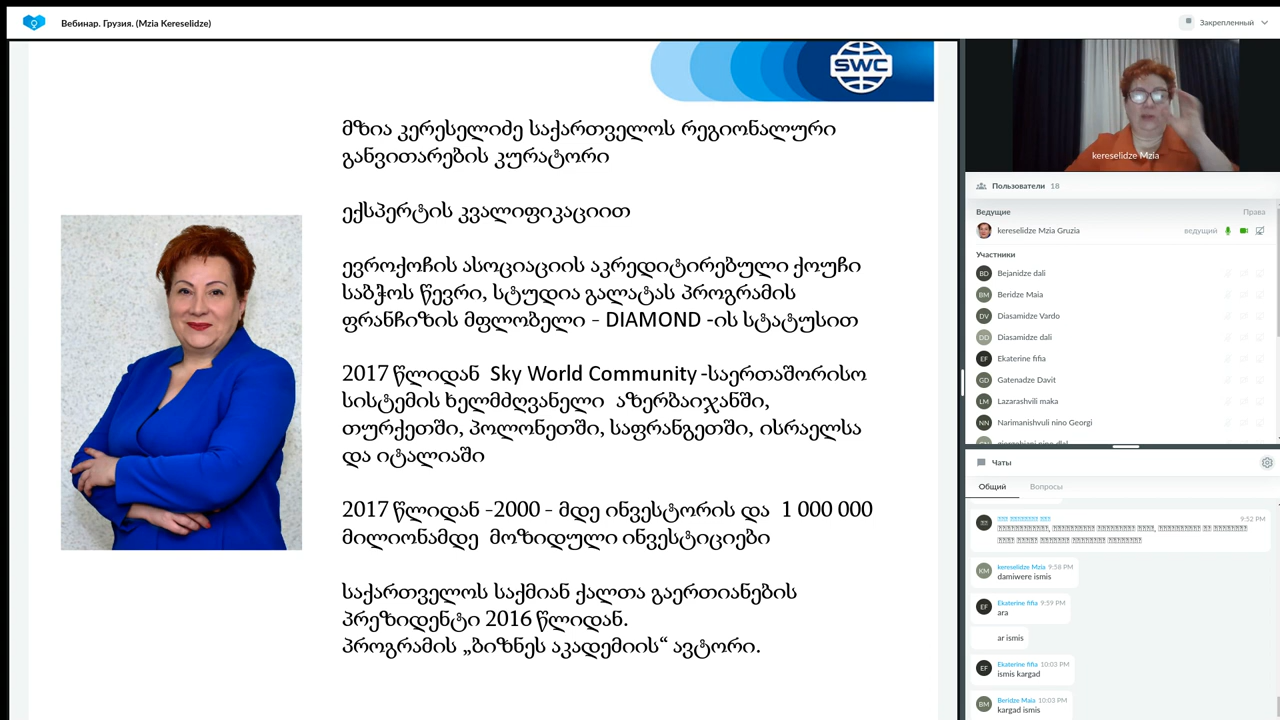 Вебинар. Грузия. (Mzia Kereselidze)
Закрепленный
SWC
მზია კერესელიძე საქართველოს რეგიონალური
განვითარების კურატორი
ექსპერტის კვალიფიკაციით
ევროქოჩის ასოციაციის აკრედიტირებული ქოუჩი
საბჭოს წევრი, სტუდია გალატას პროგრამის
ფრანჩიზის მფლობელი – DIAMOND -ის სტატუსით
2017 წლიდან Sky World Community -საერთაშორისო
სისტემის ხელმძღვანელი აზერბაიჯანში,
თურქეთში, პოლონეთში, საფრანგეთში, ისრაელსა
და იტალიაში
2017 წლიდან -2000 - მდე ინვესტორის და 1 000 000
მილიონამდე მოზიდული ინვესტიციები
საქართველოს საქმიან ქალთა გაერთიანების
პრეზიდენტი 2016 წლიდან.
პროგრამის „ბიზნეს აკადემიის“ ავტორი.
kereselidze Mzia
Пользователи 18
Ведущие Права
kereselidze Mzia Gruzia ведущий
Участники
BD Bejanidze dali
BM Beridze Maia
DV Diasamidze Vardo
DD Diasamidze dali
EF Ekaterine fifia
GD Gatenadze Davit
LM Lazarashvili maka
NN Narimanishvuli nino Georgi
Чаты
Общий Вопросы
9:52 PM
KM kereselidze Mzia 9:58 PM
damiwere ismis
EF Ekaterine fifia 9:59 PM
ara
ar ismis
EF Ekaterine fifia 10:03 PM
ismis kargad
BM Beridze Maia 10:03 PM
kargad ismis